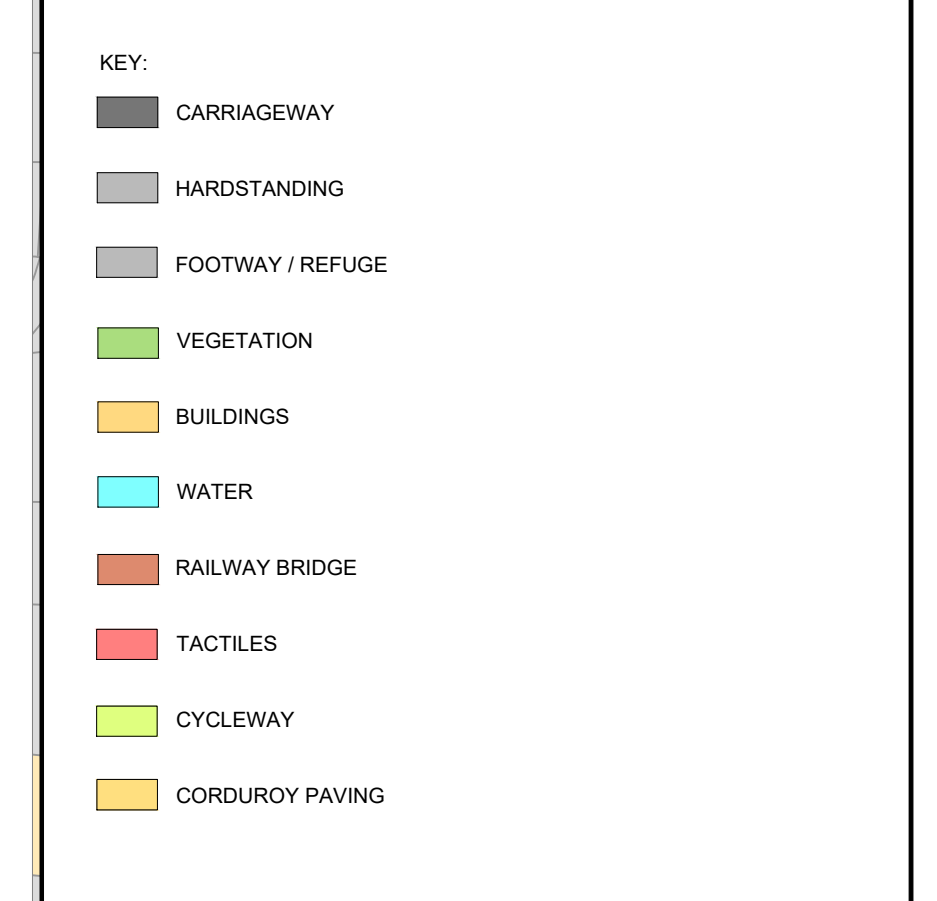 KEY:
CARRIAGEWAY
HARDSTANDING
FOOTWAY / REFUGE
VEGETATION
BUILDINGS
WATER
RAILWAY BRIDGE
TACTILES
CYCLEWAY
CORDUROY PAVING